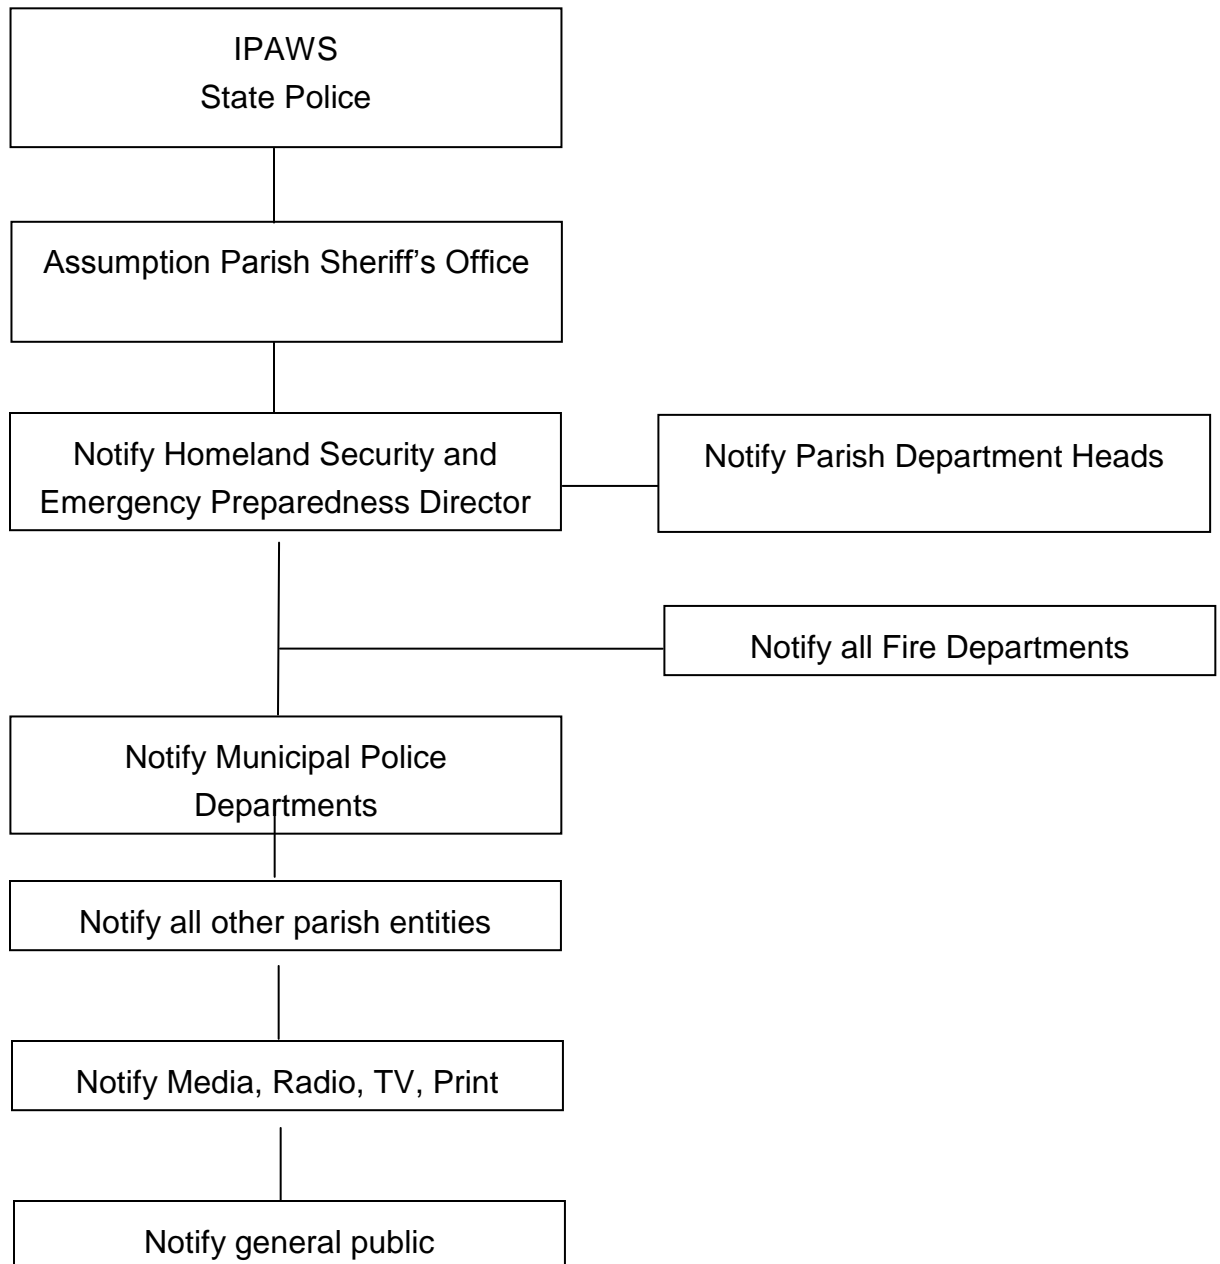 IPAWS
State Police
Assumption Parish Sheriff’s Office
Notify Homeland Security and
Emergency Preparedness Director
Notify Parish Department Heads
Notify all Fire Departments
Notify Municipal Police
Departments
Notify all other parish entities
Notify Media, Radio, TV, Print
Notify general public